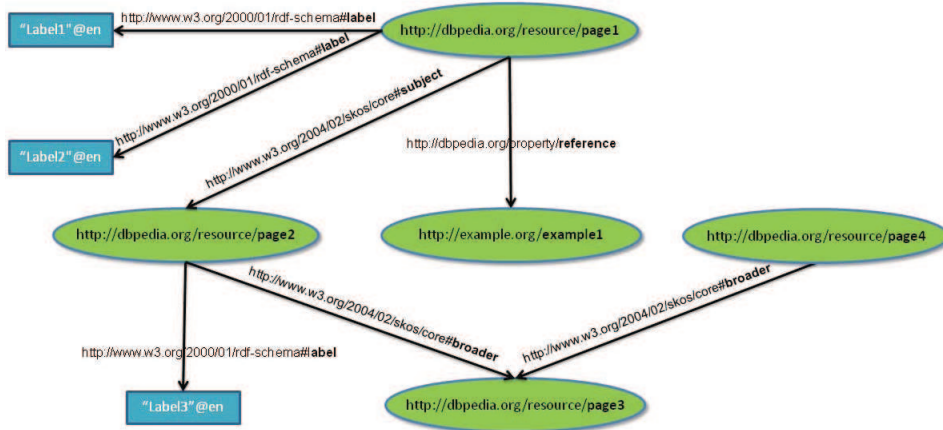 http://www.w3.org/2000/01/rdf-schema#label
"Label1"@en
http://dbpedia.org/resource/page1
http://www.w3.org/2000/01/rdf-schema#label
http://www.w3.org/2004/02/skos/core#subject
http://dbpedia.org/property/reference
"Label2"@en
http://dbpedia.org/resource/page2
http://example.org/example1
http://dbpedia.org/resource/page4
http://www.w3.org/2004/02/skos/core#broader
http://www.w3.org/2004/02/skos/core#broader
http://www.w3.org/2000/01/rdf-schema#label
"Label3"@en
http://dbpedia.org/resource/page3